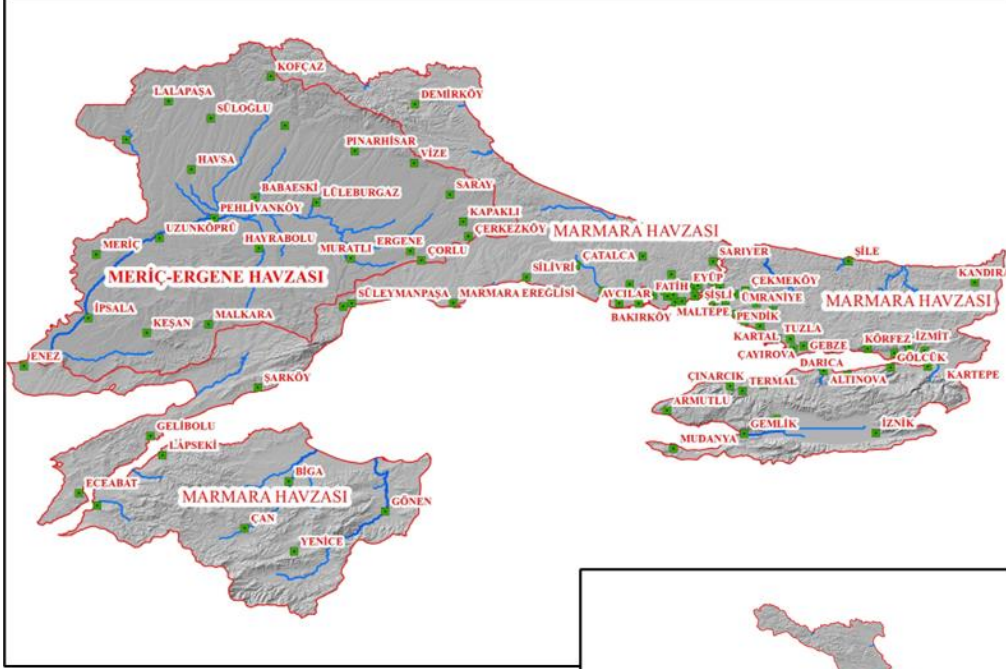 KOFÇAZ
LALAPAŞA
DEMİRKÖY
SÜLOĞLU
PINARHİSAR
VİZE
HAVSA
BABAESKİ
SARAY
LÜLEBURGAZ
PEHLİVANKÖY
KAPAKLI
UZUNKÖPRÜ
ÇERKEZKÖY
MARMARA HAVZASI
MERİÇ
HAYRABOLU
MURATLI
ERGENE
ÇORLU
ÇATALCA
SARIYER
ŞİLE
MERİÇ-ERGENE HAVZASI
SİLİVRİ
EYÜP
ÇEKMEKÖY
KANDIRA
İPSALA
SÜLEYMANPAŞA
MARMARA EREĞLİSİ
AVCILAR
FATİH
ŞİŞLİ
ÜMRANİYE
MARMARA HAVZASI
BAKIRKÖY
MALTEPE
PENDİK
KEŞAN
MALKARA
KARTAL
TUZLA
KÖRFEZ
İZMİT
ÇAYIROVA
GEBZE
GÖLCÜK
ENEZ
DARICA
KARTEPE
ŞARKÖY
ÇINARCIK
TERMAL
ALTINOVA
ARMUTLU
GELİBOLU
GEMLİK
İZNİK
LAPSEKİ
MUDANYA
BİGA
ECEABAT
MARMARA HAVZASI
GÖNEN
ÇAN
YENİCE